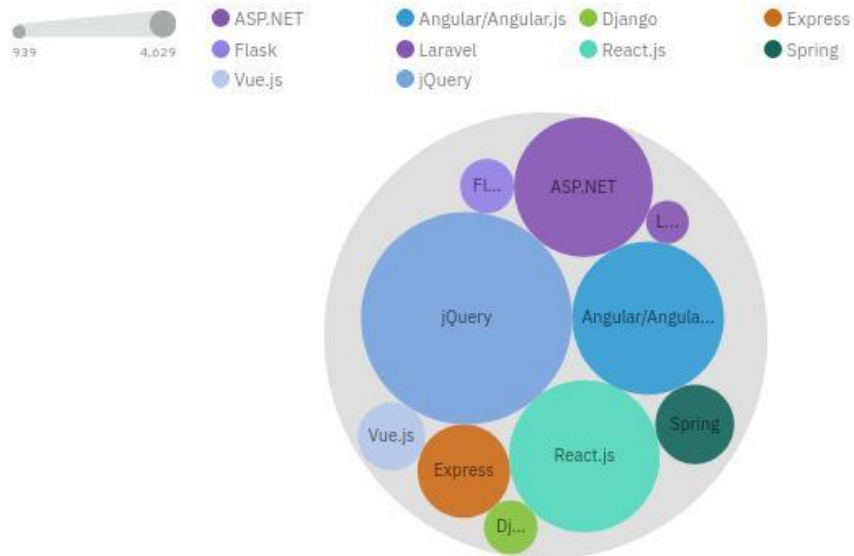 ASP.NET Angular/Angular.js Django Express
939 4,629 Flask Laravel React.js Spring
Vue.js jQuery
Fl... ASP.NET
L...
jQuery Angular/Angula...
Vue.js Spring
Express React.js
Dj...